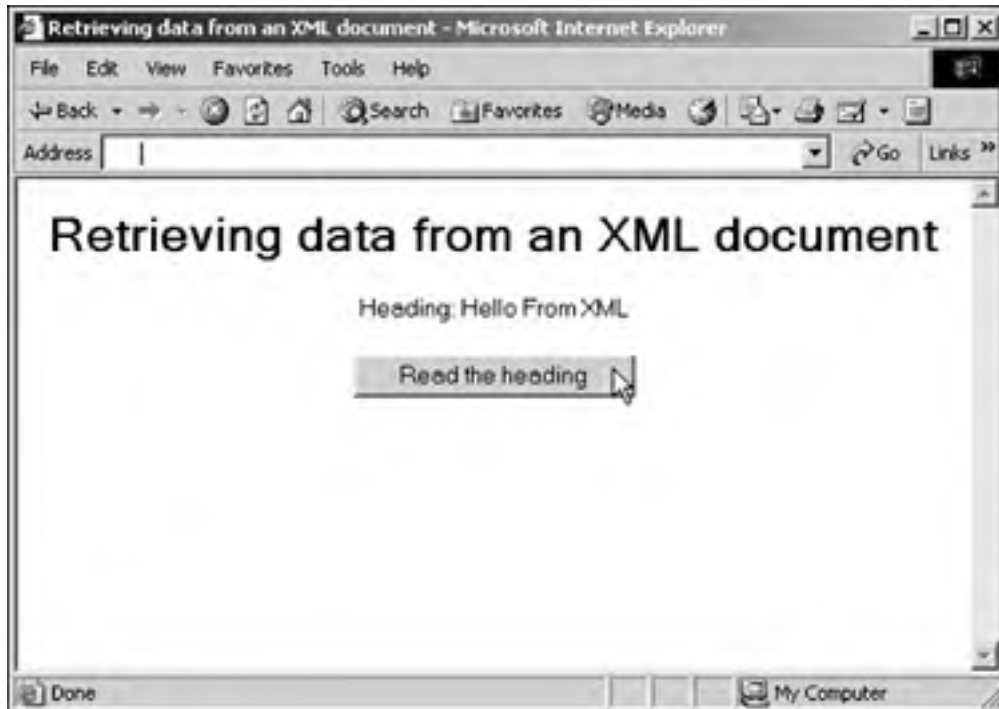 Retrieving data from an XML document - Microsoft Internet Explorer
File Edit View Favorites Tools Help
Back Search Favorites Media
Address Go Links »
Retrieving data from an XML document
Heading: Hello From XML
Read the heading
Done My Computer